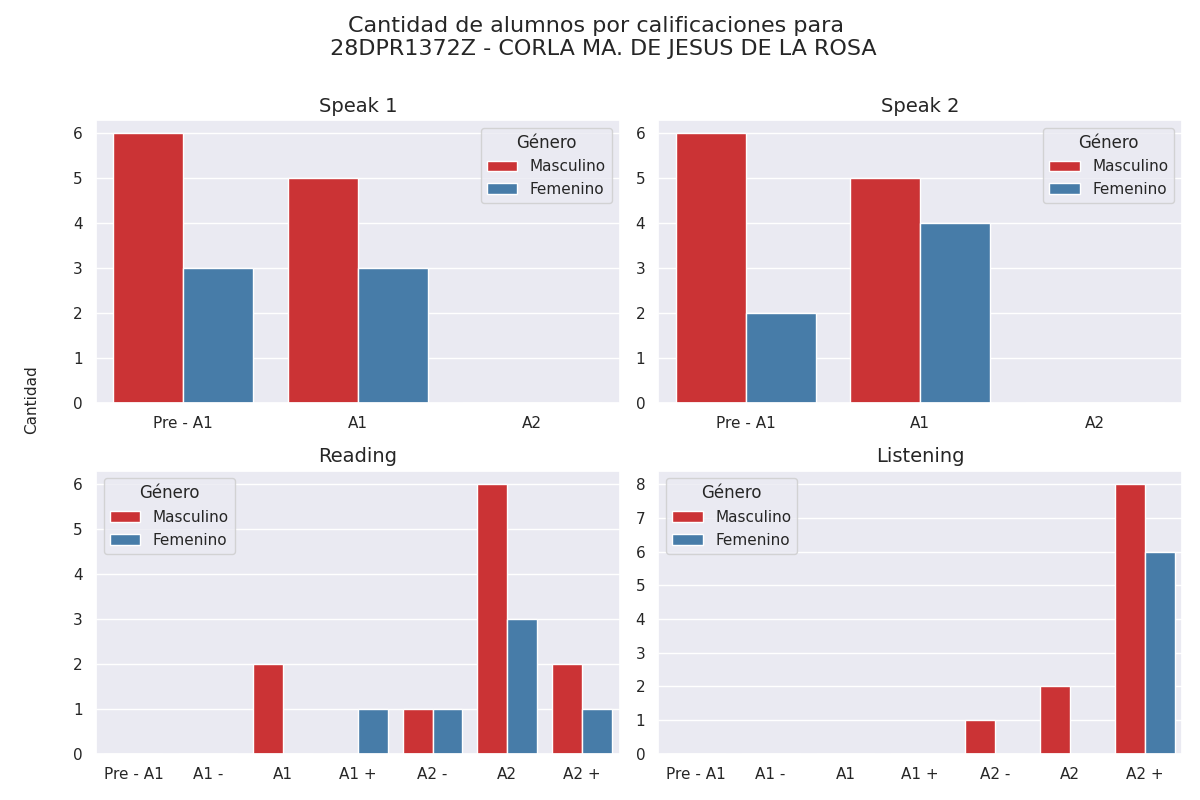 Cantidad de alumnos por calificaciones para
28DPR1372Z - CORLA MA. DE JESUS DE LA ROSA
Cantidad
Speak 1
6
5
4
3
2
1
0
Género
Masculino
Femenino
Pre - A1 A1 A2
Speak 2
6
5
4
3
2
1
0
Género
Masculino
Femenino
Pre - A1 A1 A2
Reading
6
5
4
3
2
1
0
Género
Masculino
Femenino
Pre - A1 A1 - A1 A1 + A2 - A2 A2 +
Listening
8
7
6
5
4
3
2
1
0
Género
Masculino
Femenino
Pre - A1 A1 - A1 A1 + A2 - A2 A2 +